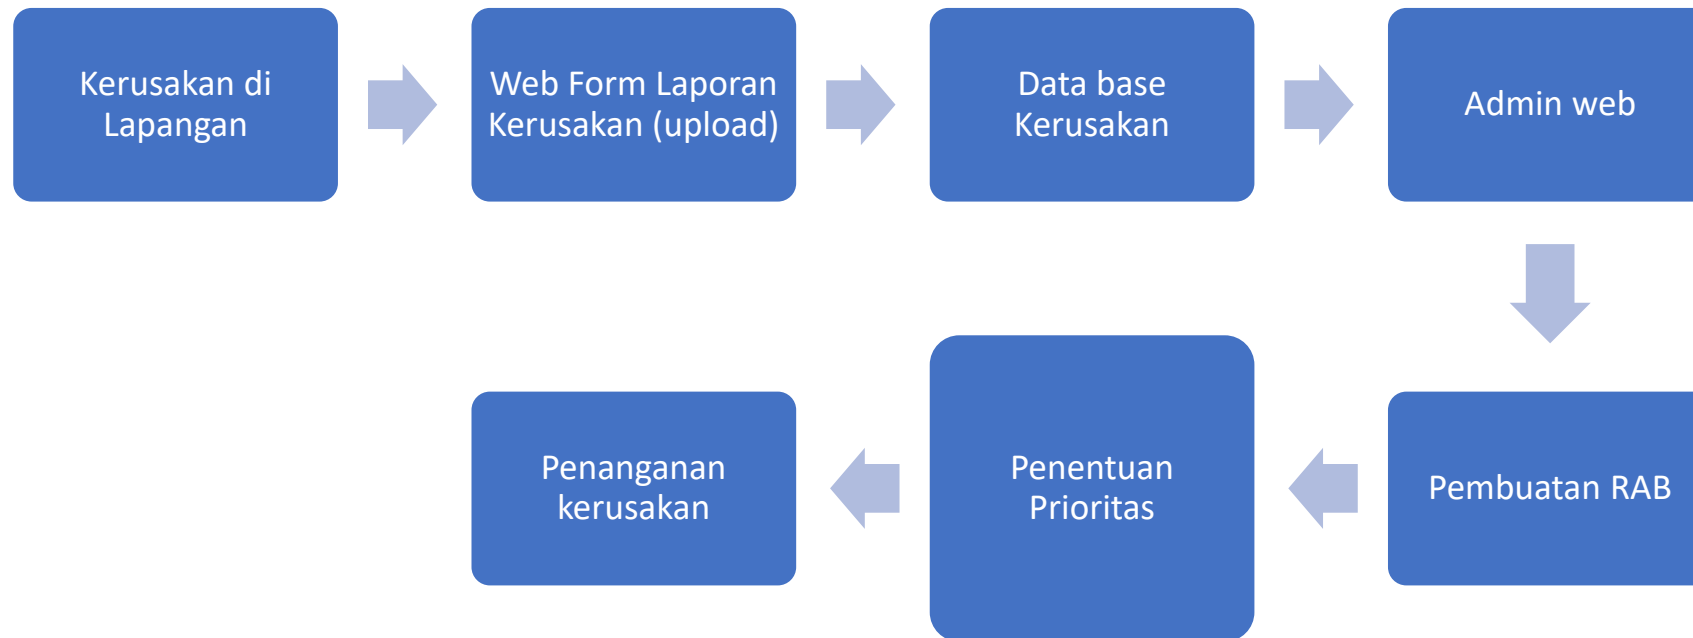 Kerusakan di
Lapangan
Web Form Laporan
Kerusakan (upload)
Data base
Kerusakan
Admin web
Pembuatan RAB
Penentuan
Prioritas
Penanganan
kerusakan